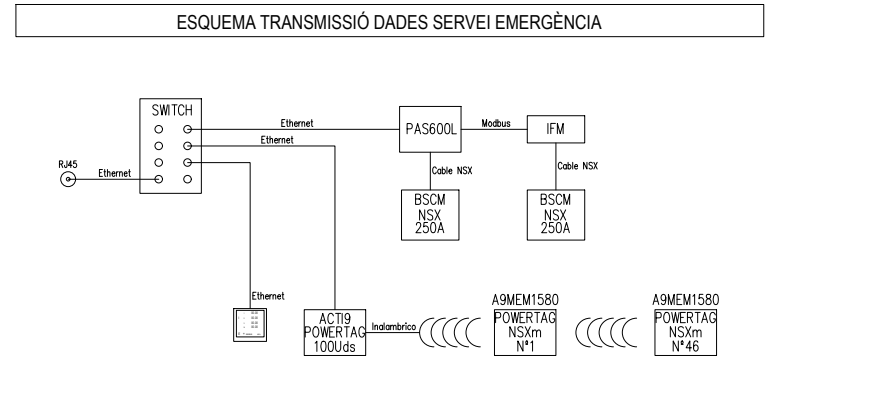 ESQUEMA TRANSMISSIÓ DADES SERVEI EMERGÈNCIA
SWITCH
Ethernet
PAS600L
Modbus
IFM
Ethernet
RJ45
Ethernet
Cable NSX
Cable NSX
BSCM
NSX
250A
BSCM
NSX
250A
Ethernet
ACTI9
POWERTAG
100Uds
Inalambrico
A9MEM1580
POWERTAG
NSXm
Nº1
A9MEM1580
POWERTAG
NSXm
Nº46